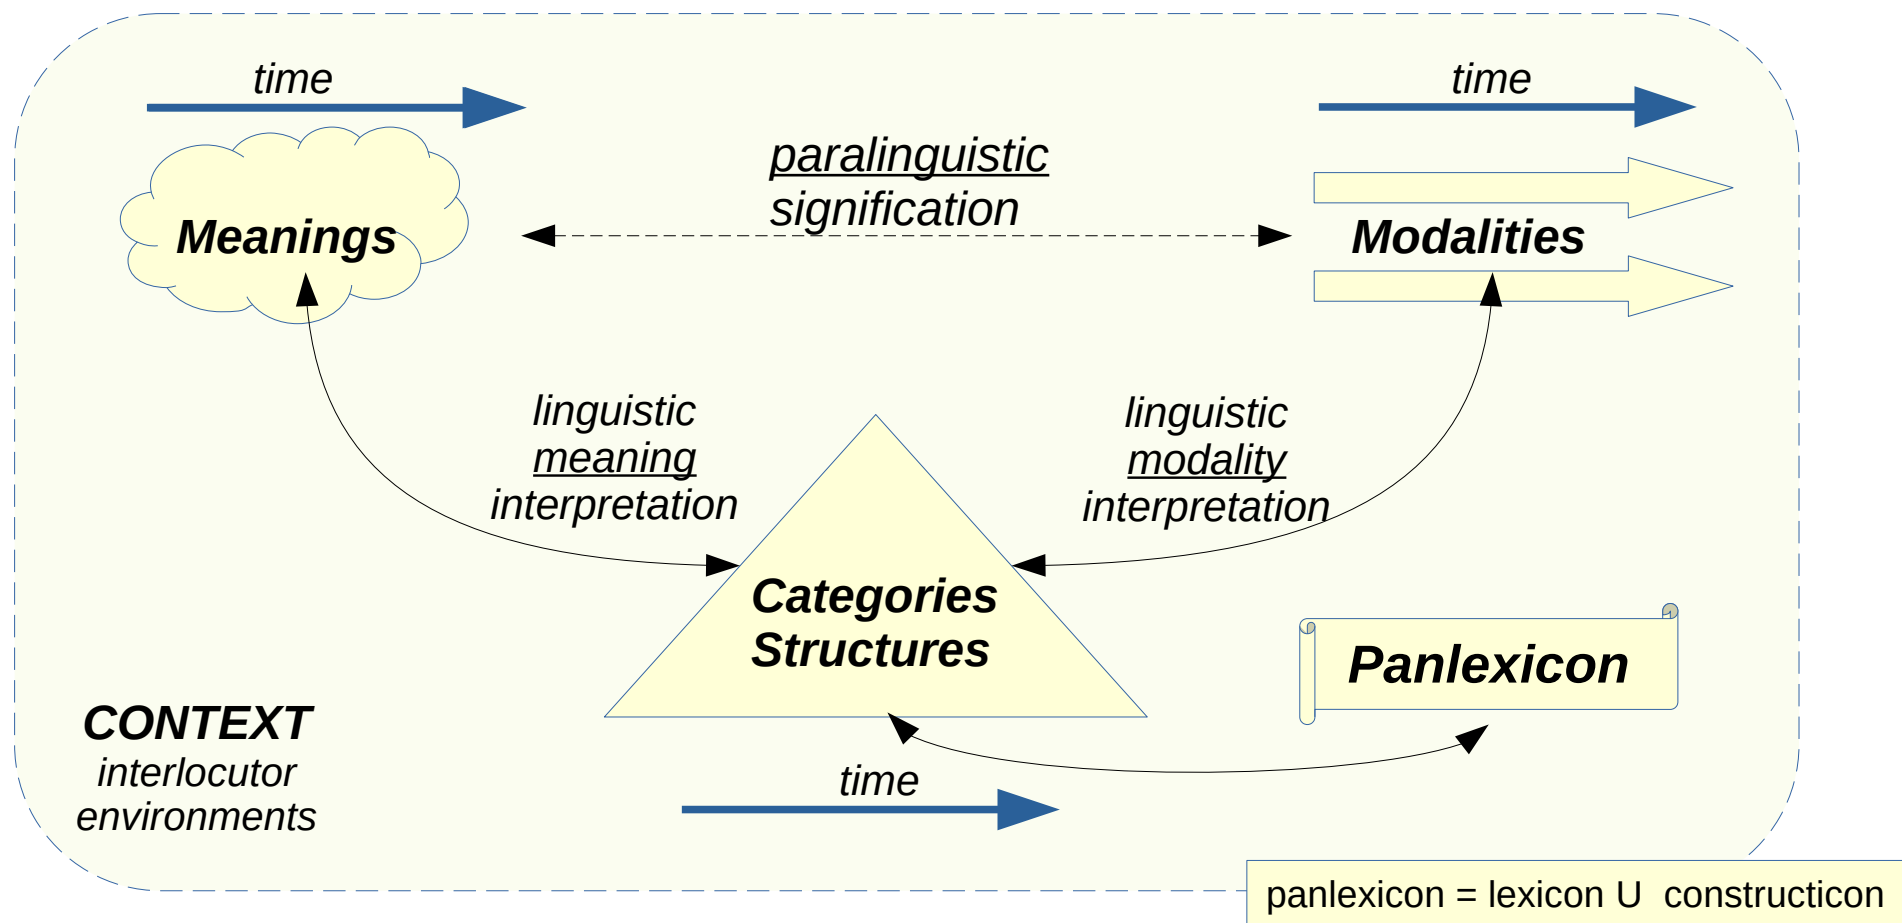 time
time
paralinguistic
signification
Meanings
Modalities
linguistic
meaning
interpretation
linguistic
modality
interpretation
Categories
Structures
Panlexicon
CONTEXT
interlocutor
environments
time
panlexicon = lexicon U constructicon